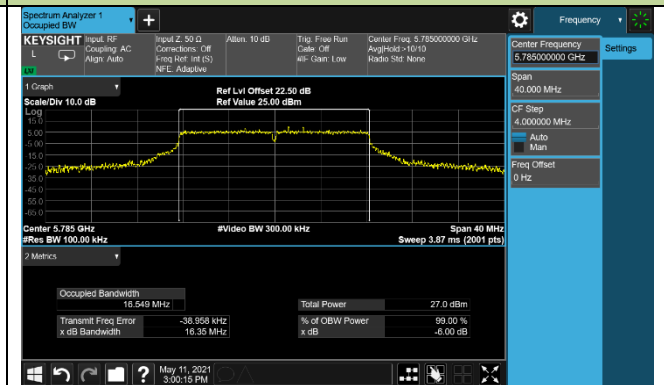 Spectrum Analyzer 1
Occupied BW
+
Frequency
KEYSIGHT
L
Input: RF
Coupling: AC
Align: Auto
Input Z: 50 Ω
Corrections: Off
Freq Ref: Int (S)
NFE: Adaptive
Atten: 10 dB
Trig: Free Run
Gate: Off
#IF Gain: Low
Center Freq: 5.785000000 GHz
Avg|Hold:>10/10
Radio Std: None
Center Frequency
5.785000000 GHz
Settings
Span
40.000 MHz
CF Step
4.000000 MHz
Auto
Man
Freq Offset
0 Hz
1 Graph
Scale/Div 10.0 dB
Ref Lvl Offset 22.50 dB
Ref Value 25.00 dBm
Log
15.0
5.00
-5.00
-15.0
-25.0
-35.0
-45.0
-55.0
-65.0
Center 5.785 GHz
#Video BW 300.00 kHz
Span 40 MHz
#Res BW 100.00 kHz
Sweep 3.87 ms (2001 pts)
2 Metrics
Occupied Bandwidth
16.549 MHz
Total Power 27.0 dBm
Transmit Freq Error -38.958 kHz
% of OBW Power 99.00 %
x dB Bandwidth 16.35 MHz
x dB -6.00 dB
?
May 11, 2021
3:00:15 PM